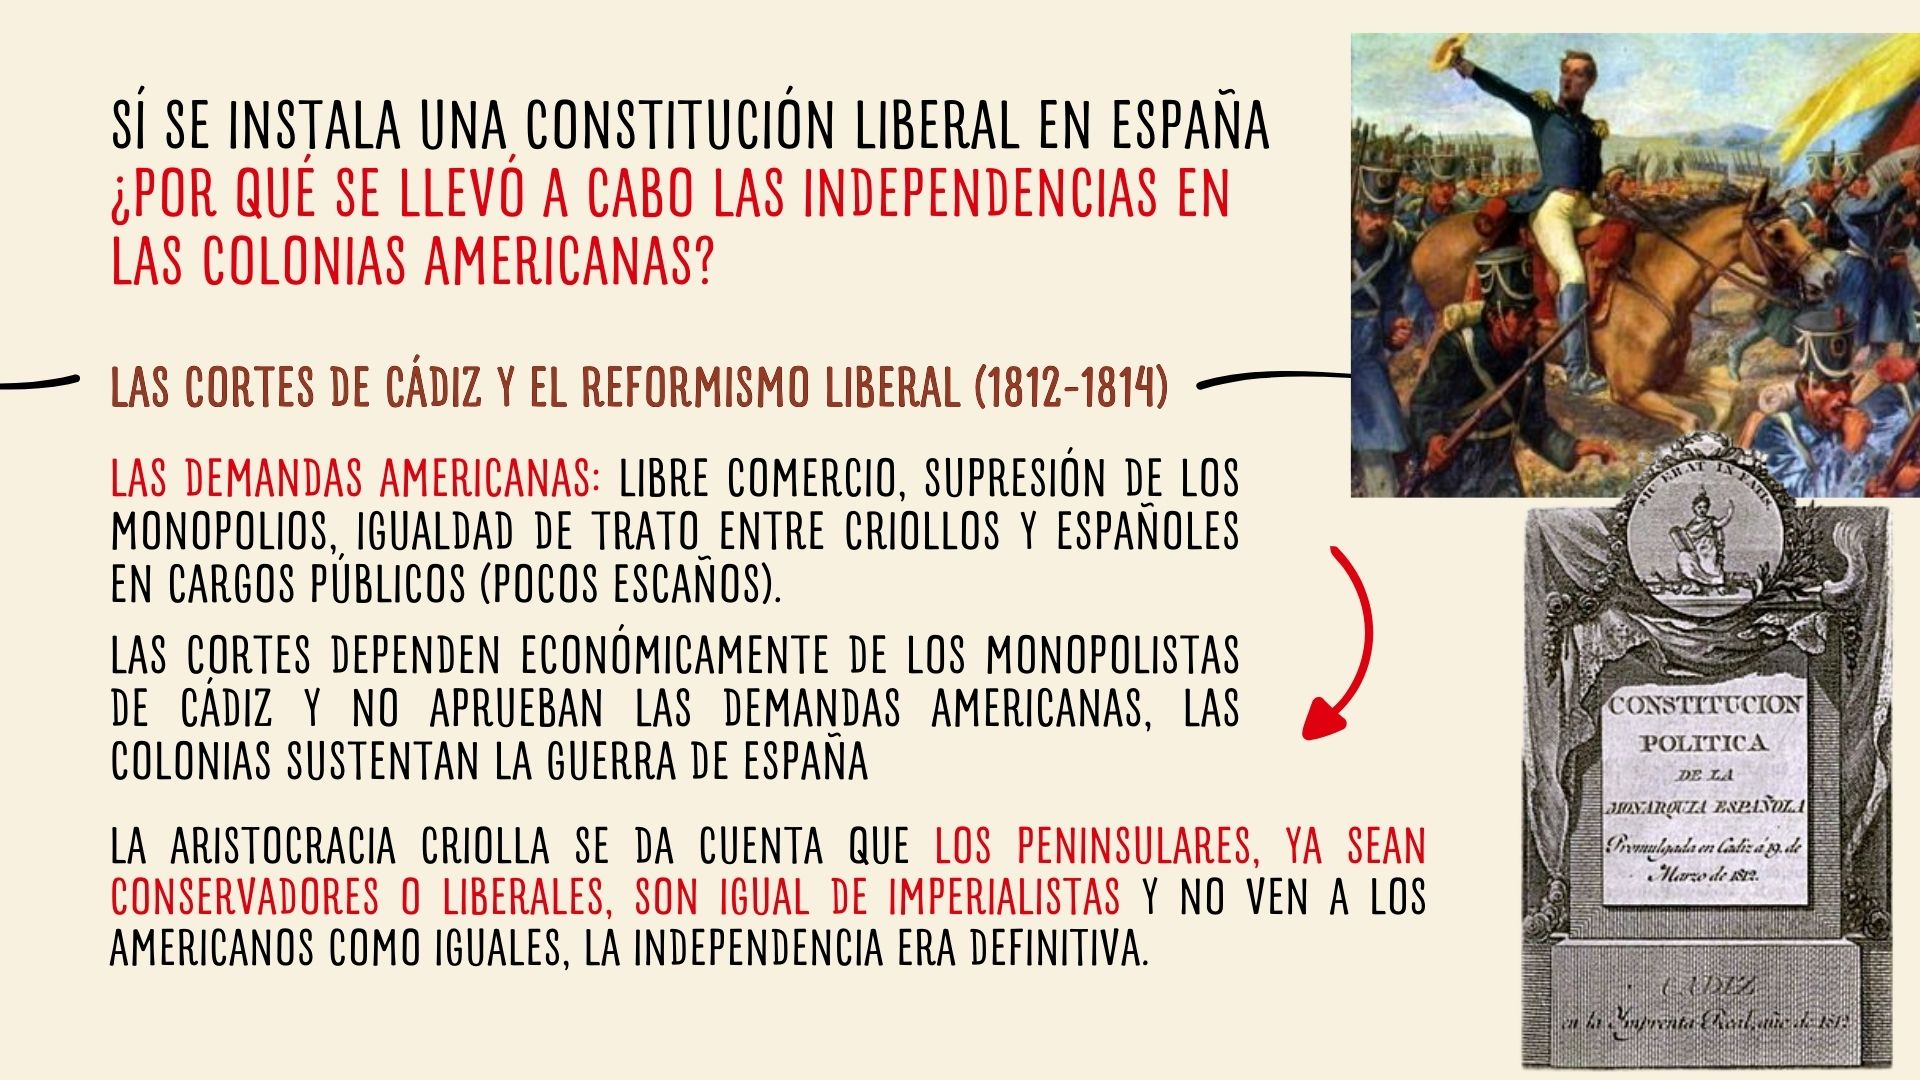 SÍ SE INSTALA UNA CONSTITUCIÓN LIBERAL EN ESPAÑA
¿POR QUÉ SE LLEVÓ A CABO LAS INDEPENDENCIAS EN
LAS COLONIAS AMERICANAS?
LAS CORTES DE CÁDIZ Y EL REFORMISMO LIBERAL (1812-1814)
LAS DEMANDAS AMERICANAS: LIBRE COMERCIO, SUPRESIÓN DE LOS
MONOPOLIOS, IGUALDAD DE TRATO ENTRE CRIOLLOS Y ESPAÑOLES
EN CARGOS PÚBLICOS (POCOS ESCAÑOS).
LAS CORTES DEPENDEN ECONÓMICAMENTE DE LOS MONOPOLISTAS
DE CÁDIZ Y NO APRUEBAN LAS DEMANDAS AMERICANAS, LAS
COLONIAS SUSTENTAN LA GUERRA DE ESPAÑA
LA ARISTOCRACIA CRIOLLA SE DA CUENTA QUE LOS PENINSULARES, YA SEAN
CONSERVADORES O LIBERALES, SON IGUAL DE IMPERIALISTAS Y NO VEN A LOS
AMERICANOS COMO IGUALES, LA INDEPENDENCIA ERA DEFINITIVA.
CONSTITUCION
POLITICA
DE LA
MONARQUIA ESPAÑOLA
Promulgada en Cadiz á 19. de
Marzo de 1812.
CADIZ
en la Imprenta Real, año de 1812